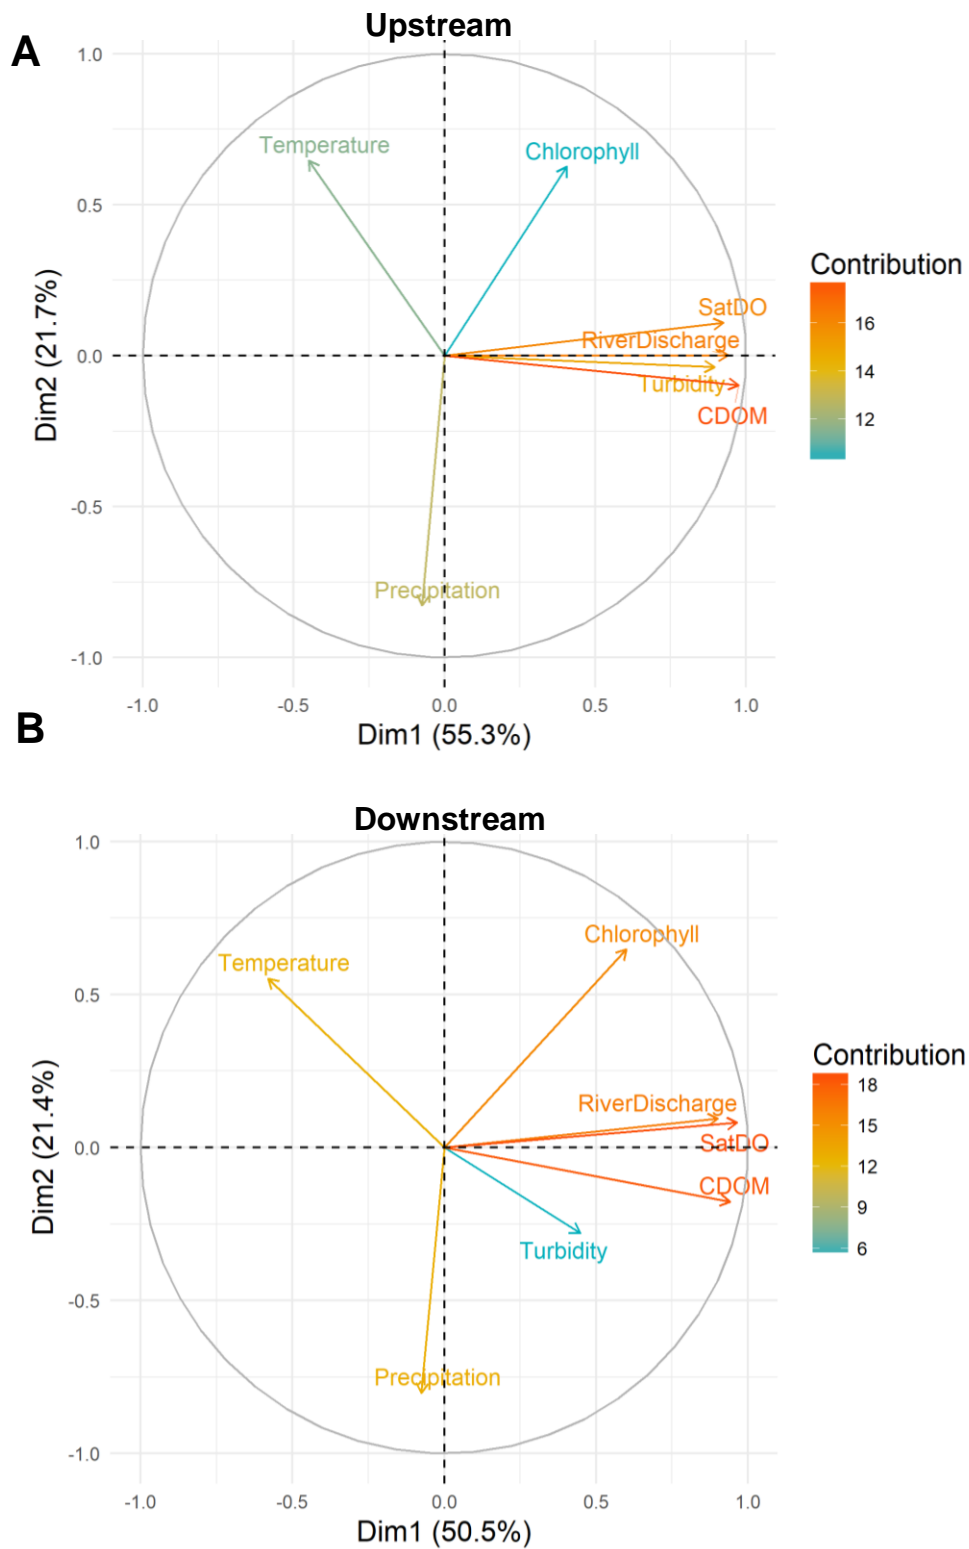 Upstream
A
1.0
Temperature
Chlorophyll
0.5
Contribution
SatDO
16
RiverDischarge
0.0
14
Turbidity
CDOM
12
Dim2 (21.7%)
-0.5
Precipitation
-1.0
-1.0 -0.5 0.0 0.5 1.0
Dim1 (55.3%)
B
Downstream
1.0
Chlorophyll
Temperature
0.5
Contribution
18
RiverDischarge
15
SatDO
0.0
12
CDOM
9
Turbidity
6
Dim2 (21.4%)
-0.5
Precipitation
-1.0
-1.0 -0.5 0.0 0.5 1.0
Dim1 (50.5%)